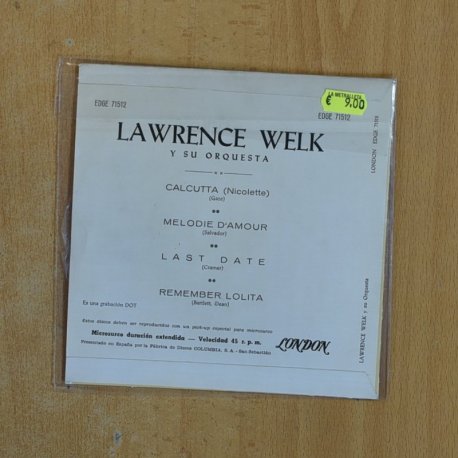 LA METRALLETA
€ 9,00
EDGE 71512
EDGE 71512
LAWRENCE WELK
Y SU ORQUESTA
CALCUTTA (Nicolette)
(Gaze)
MELODIE D'AMOUR
(Salvador)
LAST DATE
(Cramer)
REMEMBER LOLITA
(Bartlett, Dean)
Es una grabación DOT
Estos discos deben ser reproducidos con un pick-up especial para microsurco
Microsurco duración extendida — Velocidad 45 r. p. m.
Presentado en España por la Fábrica de Discos COLUMBIA, S. A. - San Sebastián
LONDON
LONDON EDGE 71512
LAWRENCE WELK y su Orquesta